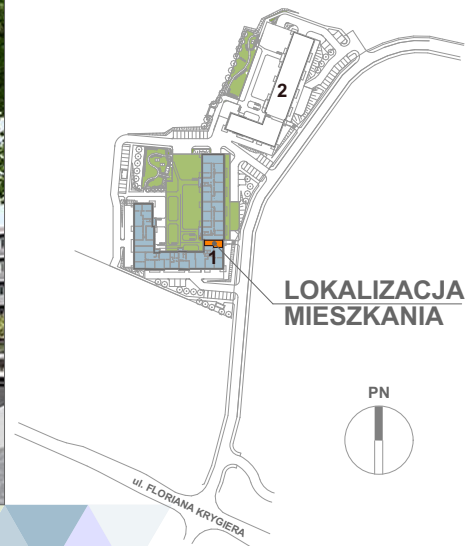 2
1
LOKALIZACJA
MIESZKANIA
PN
ul. FLORIANA KRYGIERA